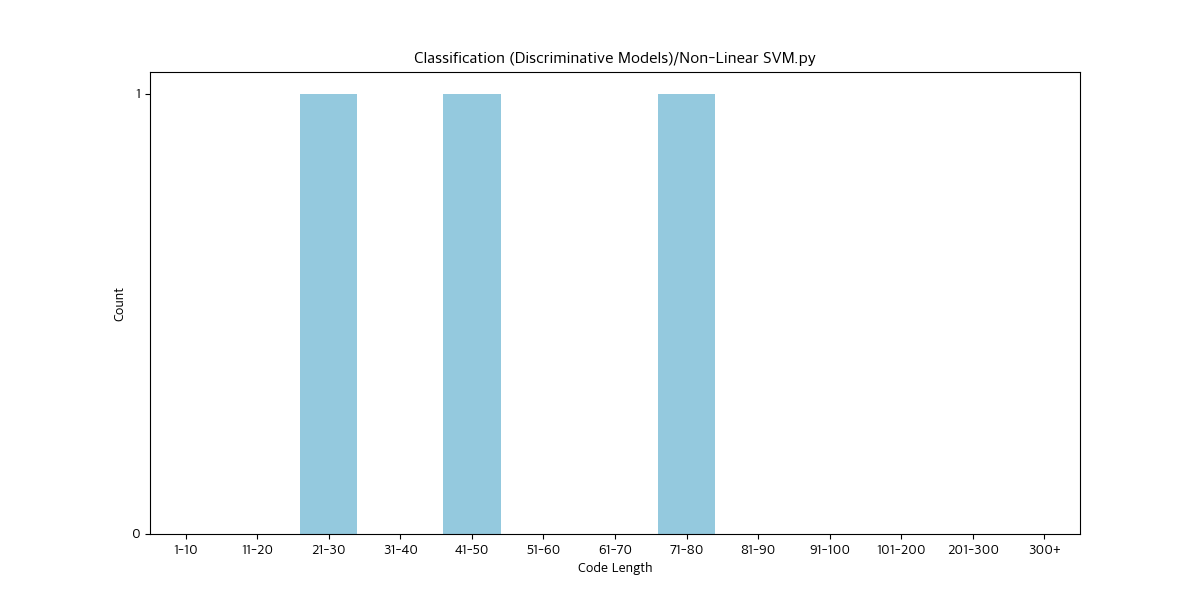 Classification (Discriminative Models)/Non-Linear SVM.py
1
Count
0
1-10 11-20 21-30 31-40 41-50 51-60 61-70 71-80 81-90 91-100 101-200 201-300 300+
Code Length